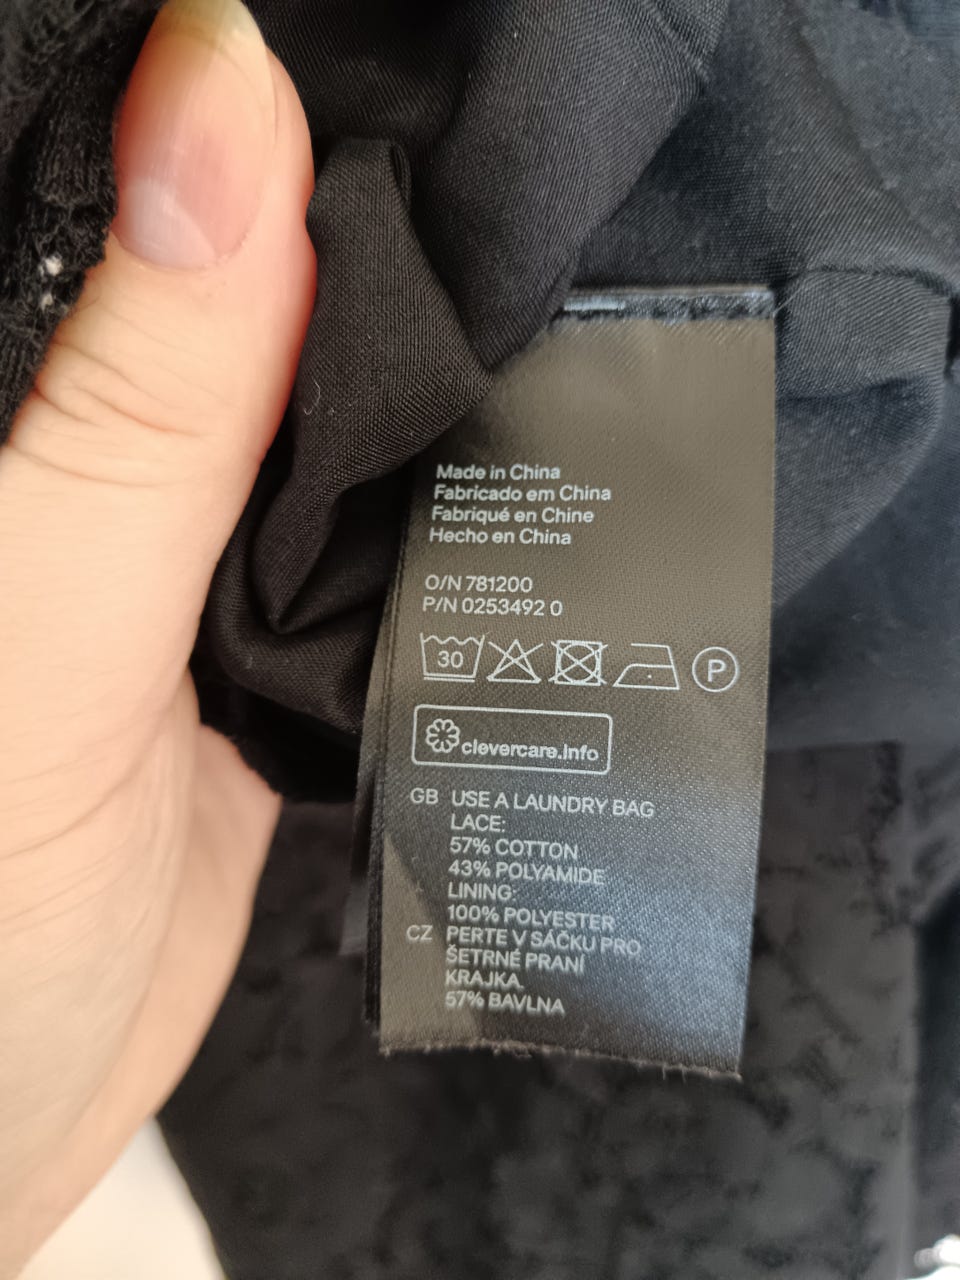 Made in China
Fabricado em China
Fabriqué en Chine
Hecho en China
O/N 781200
P/N 0253492 0
30
P
clevercare.info
GB USE A LAUNDRY BAG
LACE:
57% COTTON
43% POLYAMIDE
LINING:
100% POLYESTER
CZ PERTE V SÁČKU PRO
ŠETRNÉ PRANÍ
KRAJKA
57% BAVLNA